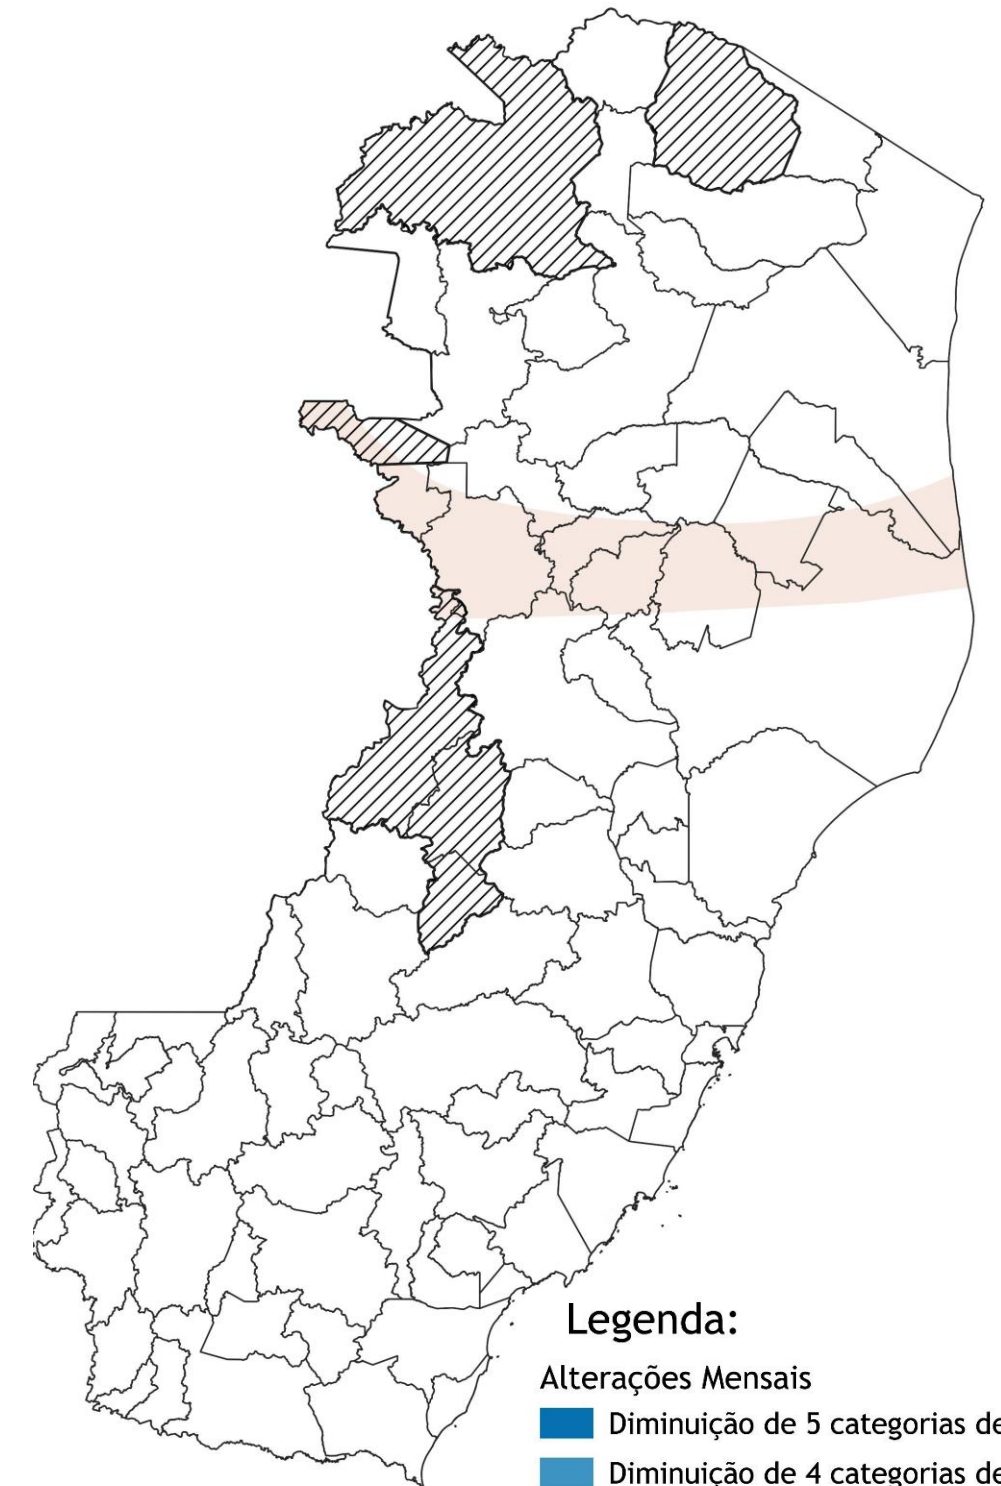 Legenda:
Alterações Mensais
Diminuição de 5 categorias de
Diminuição de 4 categorias de